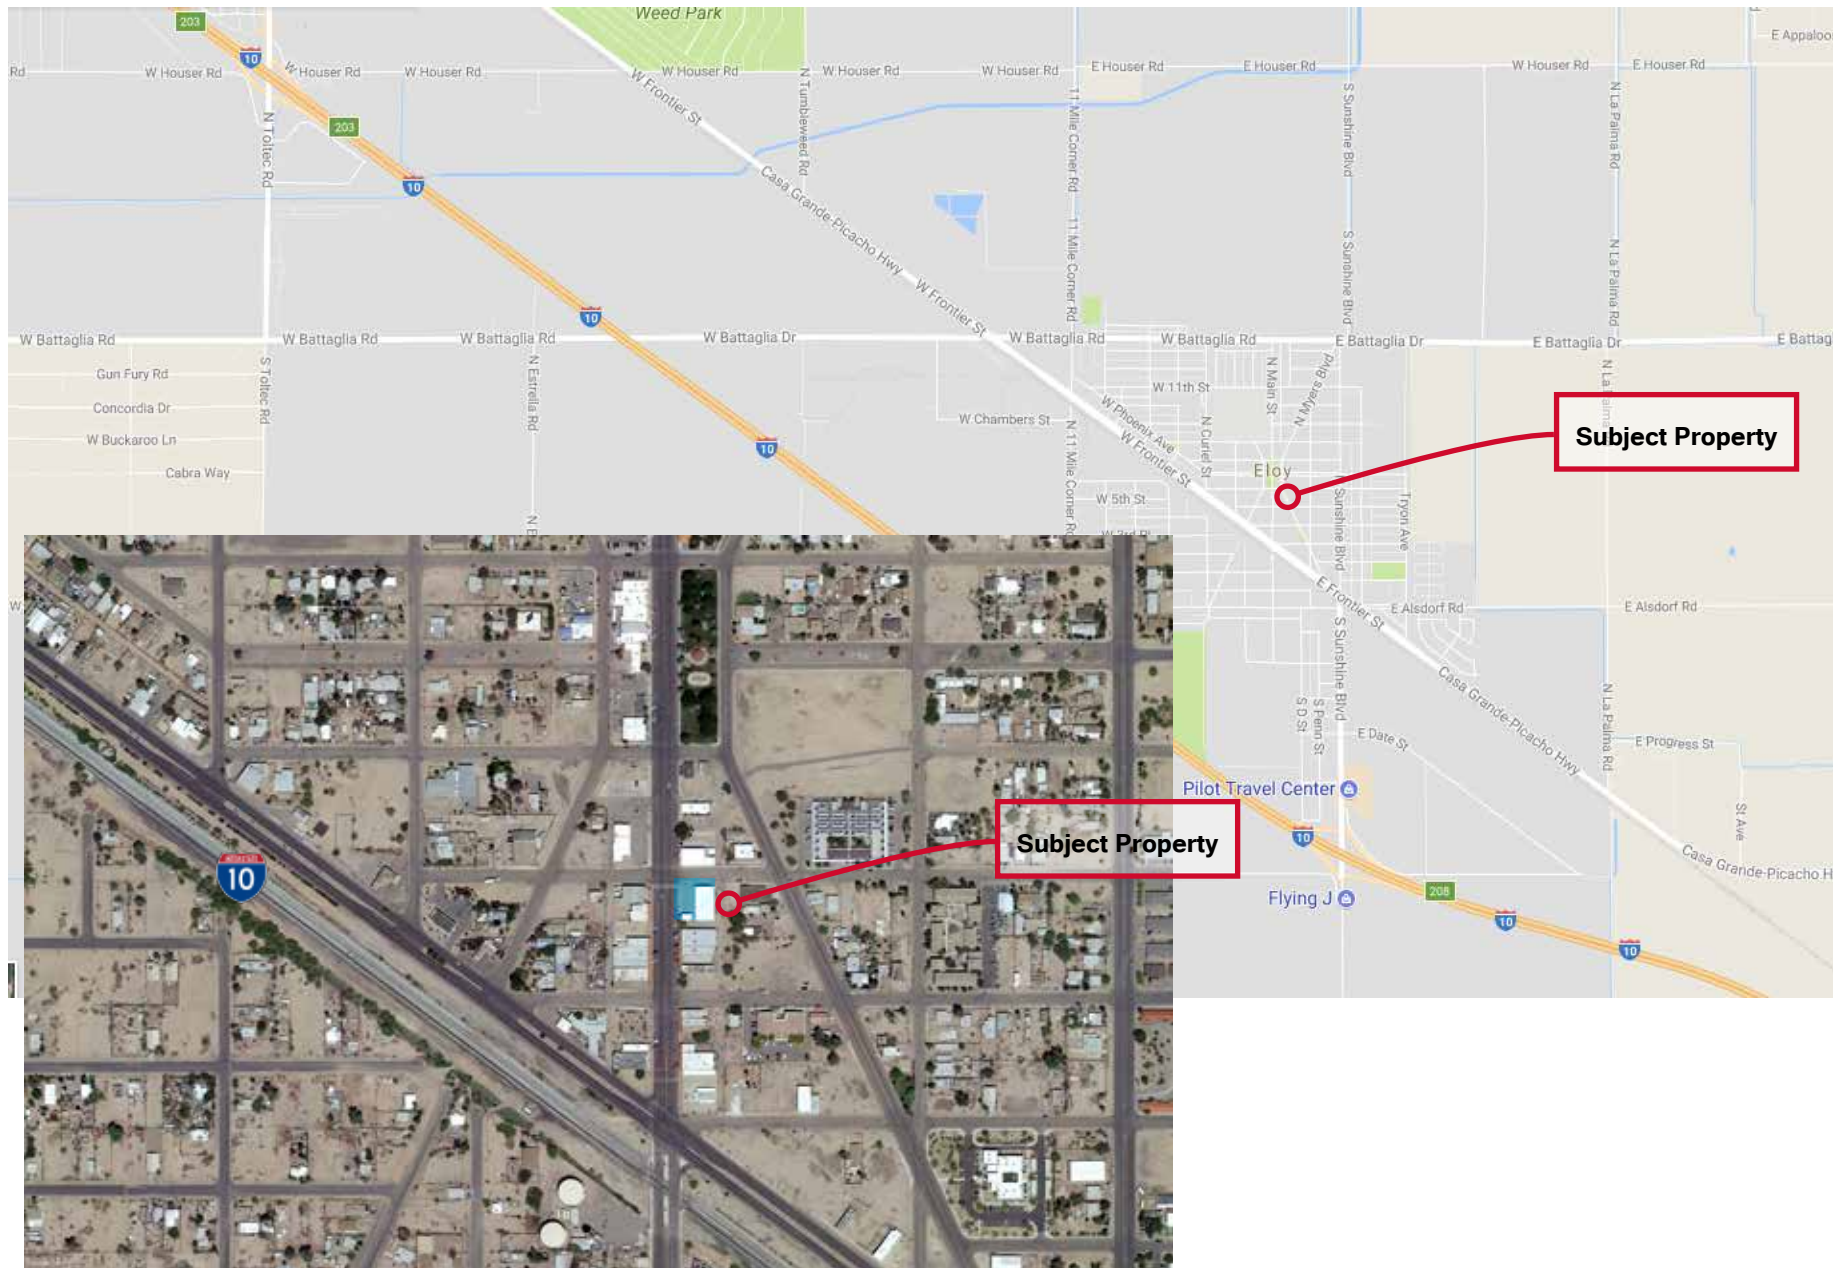 Weed Park
203
E Appaloo
10
Rd
W Houser Rd
W Houser Rd
W Houser Rd
W Houser Rd
W Houser Rd
W Houser Rd
E Houser Rd
E Houser Rd
W Houser Rd
E Houser Rd
W Frontier St
N Tumbleweed Rd
11 Mile Corner Rd
S Sunshine Blvd
N La Palma Rd
N Toltec Rd
203
10
Casa Grande-Picacho Hwy
11 Mile Corner Rd
S Sunshine Blvd
N La Palma Rd
W Frontier St
10
W Battaglia Rd
W Battaglia Rd
W Battaglia Rd
W Battaglia Dr
W Battaglia Rd
W Battaglia Rd
E Battaglia Dr
E Battaglia Dr
E Battag
Gun Fury Rd
S Toltec Rd
N Estrella Rd
W 11th St
N Main St
N Myers Blvd
N La Palma
Concordia Dr
W Chambers St
W Phoenix Ave
N Curiel St
W Buckaroo Ln
10
N 11 Mile Corner Rd
W Frontier St
Subject Property
Cabra Way
Eloy
W 5th St
Sunshine Blvd
Tryon Ave
N E
W
E Frontier St
E Alsdorf Rd
E Alsdorf Rd
S Sunshine Blvd
Casa Grande-Picacho Hwy
N La Palma Rd
S D St
S Penn St
E Date St
E Progress St
Pilot Travel Center
St Ave
10
Subject Property
Casa Grande-Picacho H
INTERSTATE
10
208
Flying J
10
10